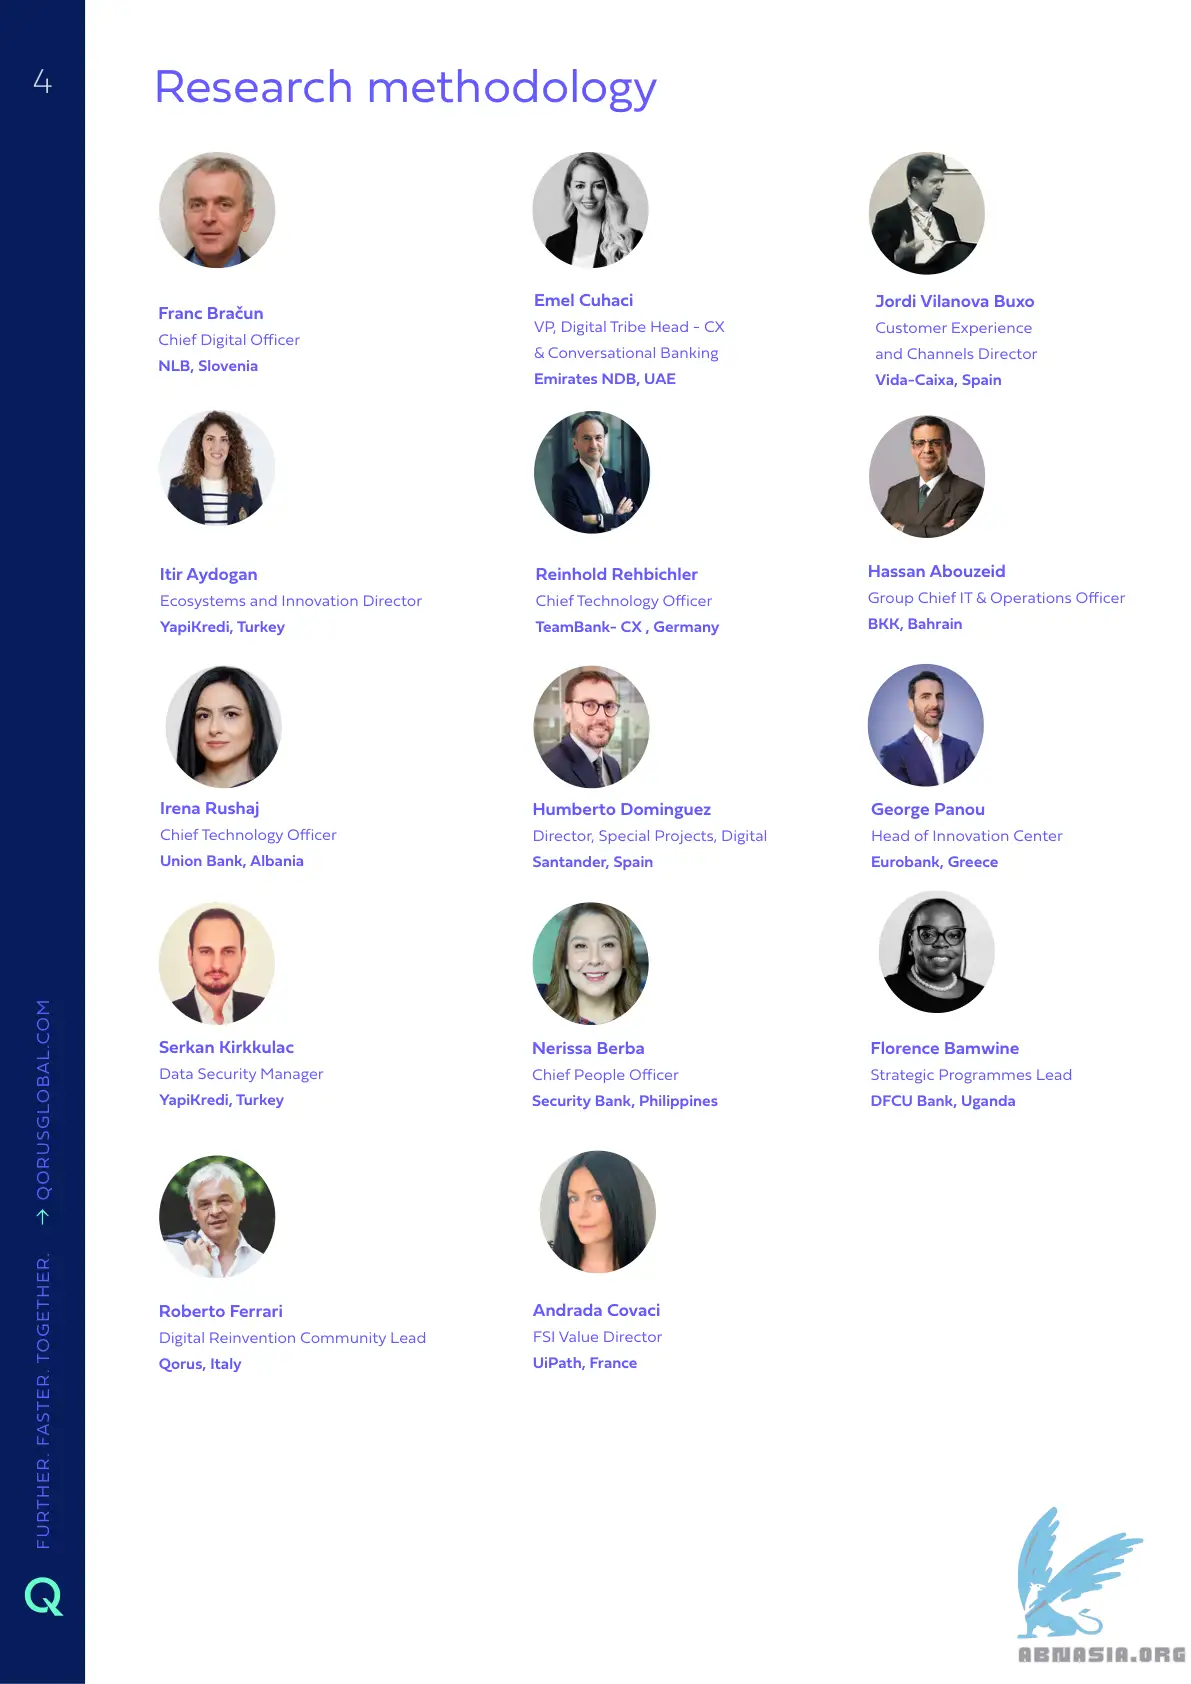 4
Research methodology
Franc Bračun
Chief Digital Officer
NLB, Slovenia
Emel Cuhaci
VP, Digital Tribe Head - CX
& Conversational Banking
Emirates NDB, UAE
Jordi Vilanova Buxo
Customer Experience
and Channels Director
Vida-Caixa, Spain
Itir Aydogan
Ecosystems and Innovation Director
YapiKredi, Turkey
Reinhold Rehbichler
Chief Technology Officer
TeamBank- CX , Germany
Hassan Abouzeid
Group Chief IT & Operations Officer
BKK, Bahrain
Irena Rushaj
Chief Technology Officer
Union Bank, Albania
Humberto Dominguez
Director, Special Projects, Digital
Santander, Spain
George Panou
Head of Innovation Center
Eurobank, Greece
Serkan Kirkkulac
Data Security Manager
YapiKredi, Turkey
Nerissa Berba
Chief People Officer
Security Bank, Philippines
Florence Bamwine
Strategic Programmes Lead
DFCU Bank, Uganda
Roberto Ferrari
Digital Reinvention Community Lead
Qorus, Italy
Andrada Covaci
FSI Value Director
UiPath, France
FURTHER. FASTER. TOGETHER. → QORUSGLOBAL.COM
Q
ABNASIA.ORG